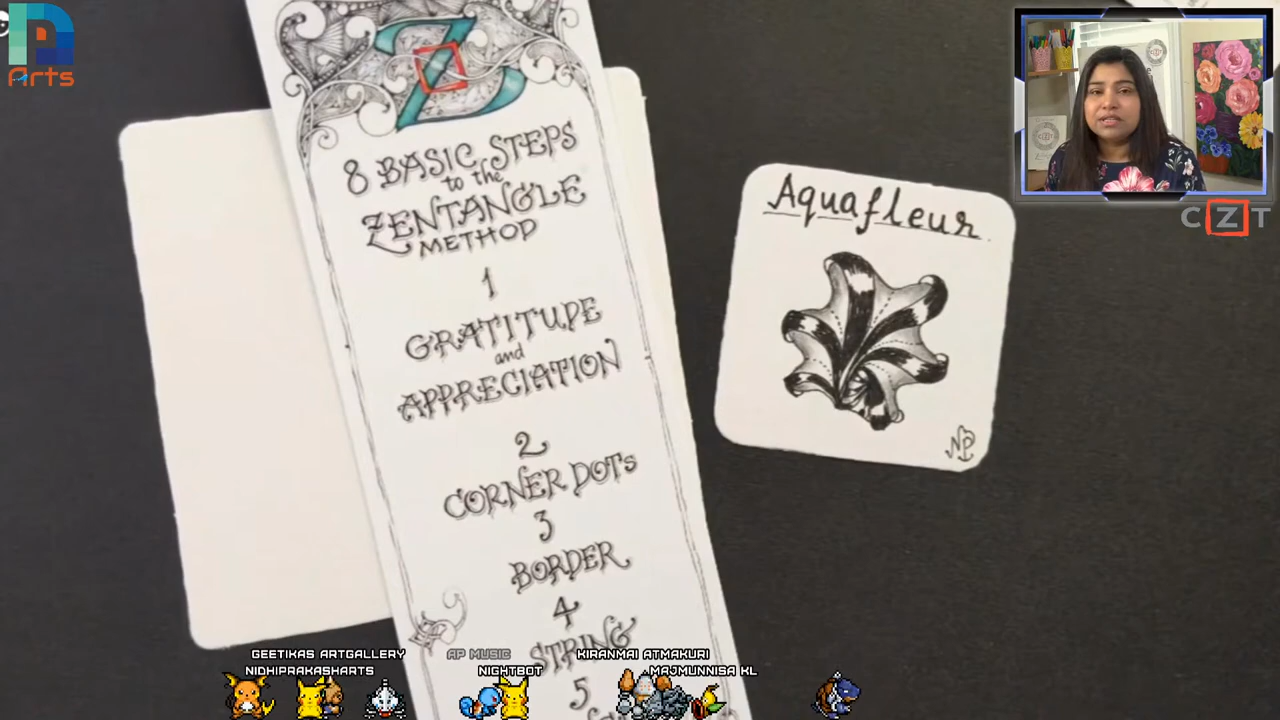 Arts
8 BASIC STEPS
to the
ZENTANGLE
METHOD
1
GRATITUDE
and
APPRECIATION
2
CORNER DOTS
3
BORDER
4
STRING
5
Aquafleur
NP
CZT
GEETIKAS ARTGALLERY
NIDHIPRAKASHARTS
AP MUSIC
NIGHTBOT
KIRANMAI ATMAKURI
MAJMUNNISA KL